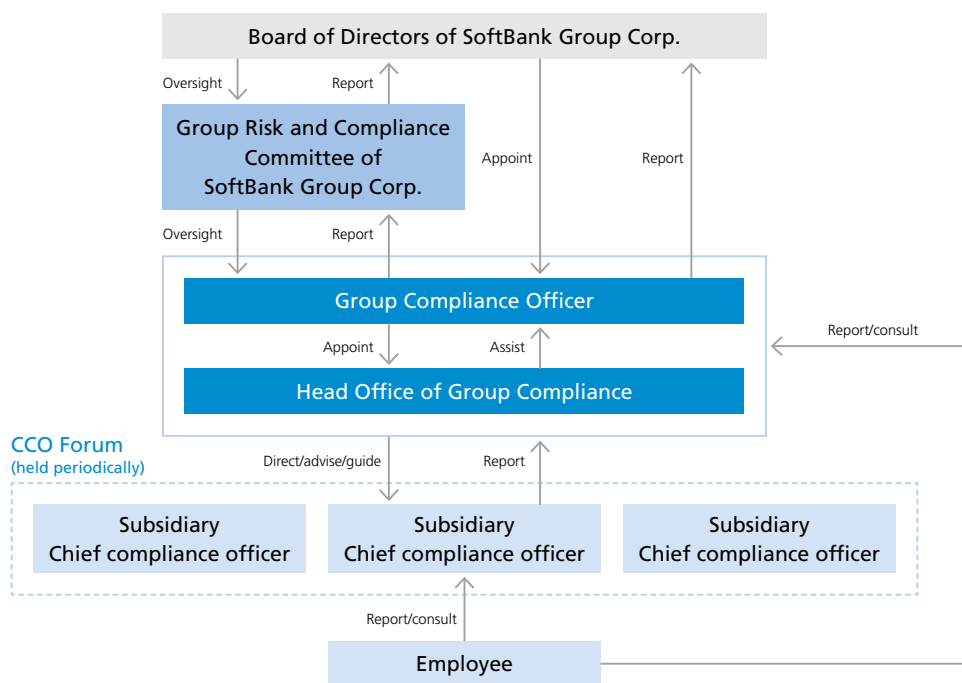 Board of Directors of SoftBank Group Corp.
Oversight
Report
Group Risk and Compliance
Committee of
SoftBank Group Corp.
Appoint
Report
Oversight
Report
Group Compliance Officer
Appoint
Assist
Report/consult
Head Office of Group Compliance
CCO Forum
(held periodically)
Direct/advise/guide
Report
Subsidiary
Chief compliance officer
Subsidiary
Chief compliance officer
Subsidiary
Chief compliance officer
Report/consult
Employee